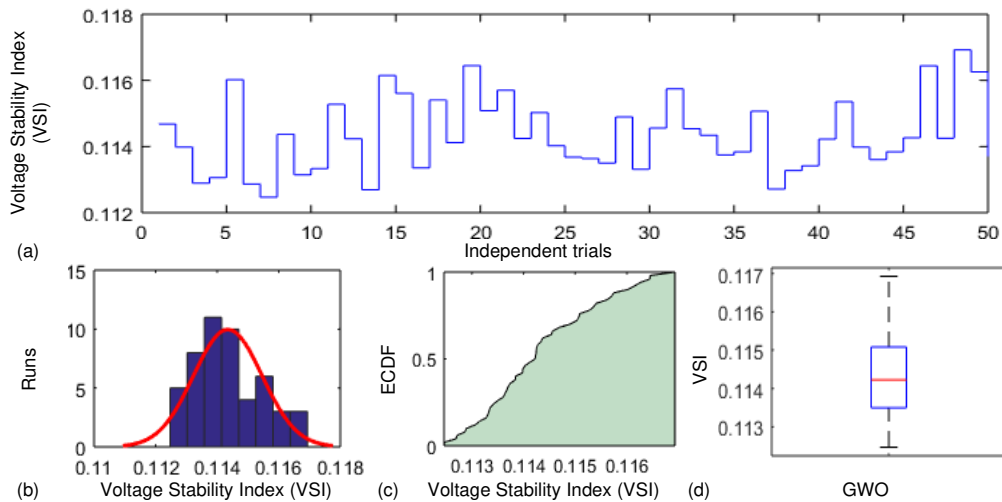 Voltage Stability Index
(VSI)
0.118
0.116
0.114
0.112
0 5 10 15 20 25 30 35 40 45 50
(a)
Independent trials
Runs
15
10
5
0
0.11 0.112 0.114 0.116 0.118
(b)
Voltage Stability Index (VSI)
ECDF
1
0.5
0
0.113 0.114 0.115 0.116
(c)
Voltage Stability Index (VSI)
VSI
0.117
0.116
0.115
0.114
0.113
(d)
GWO